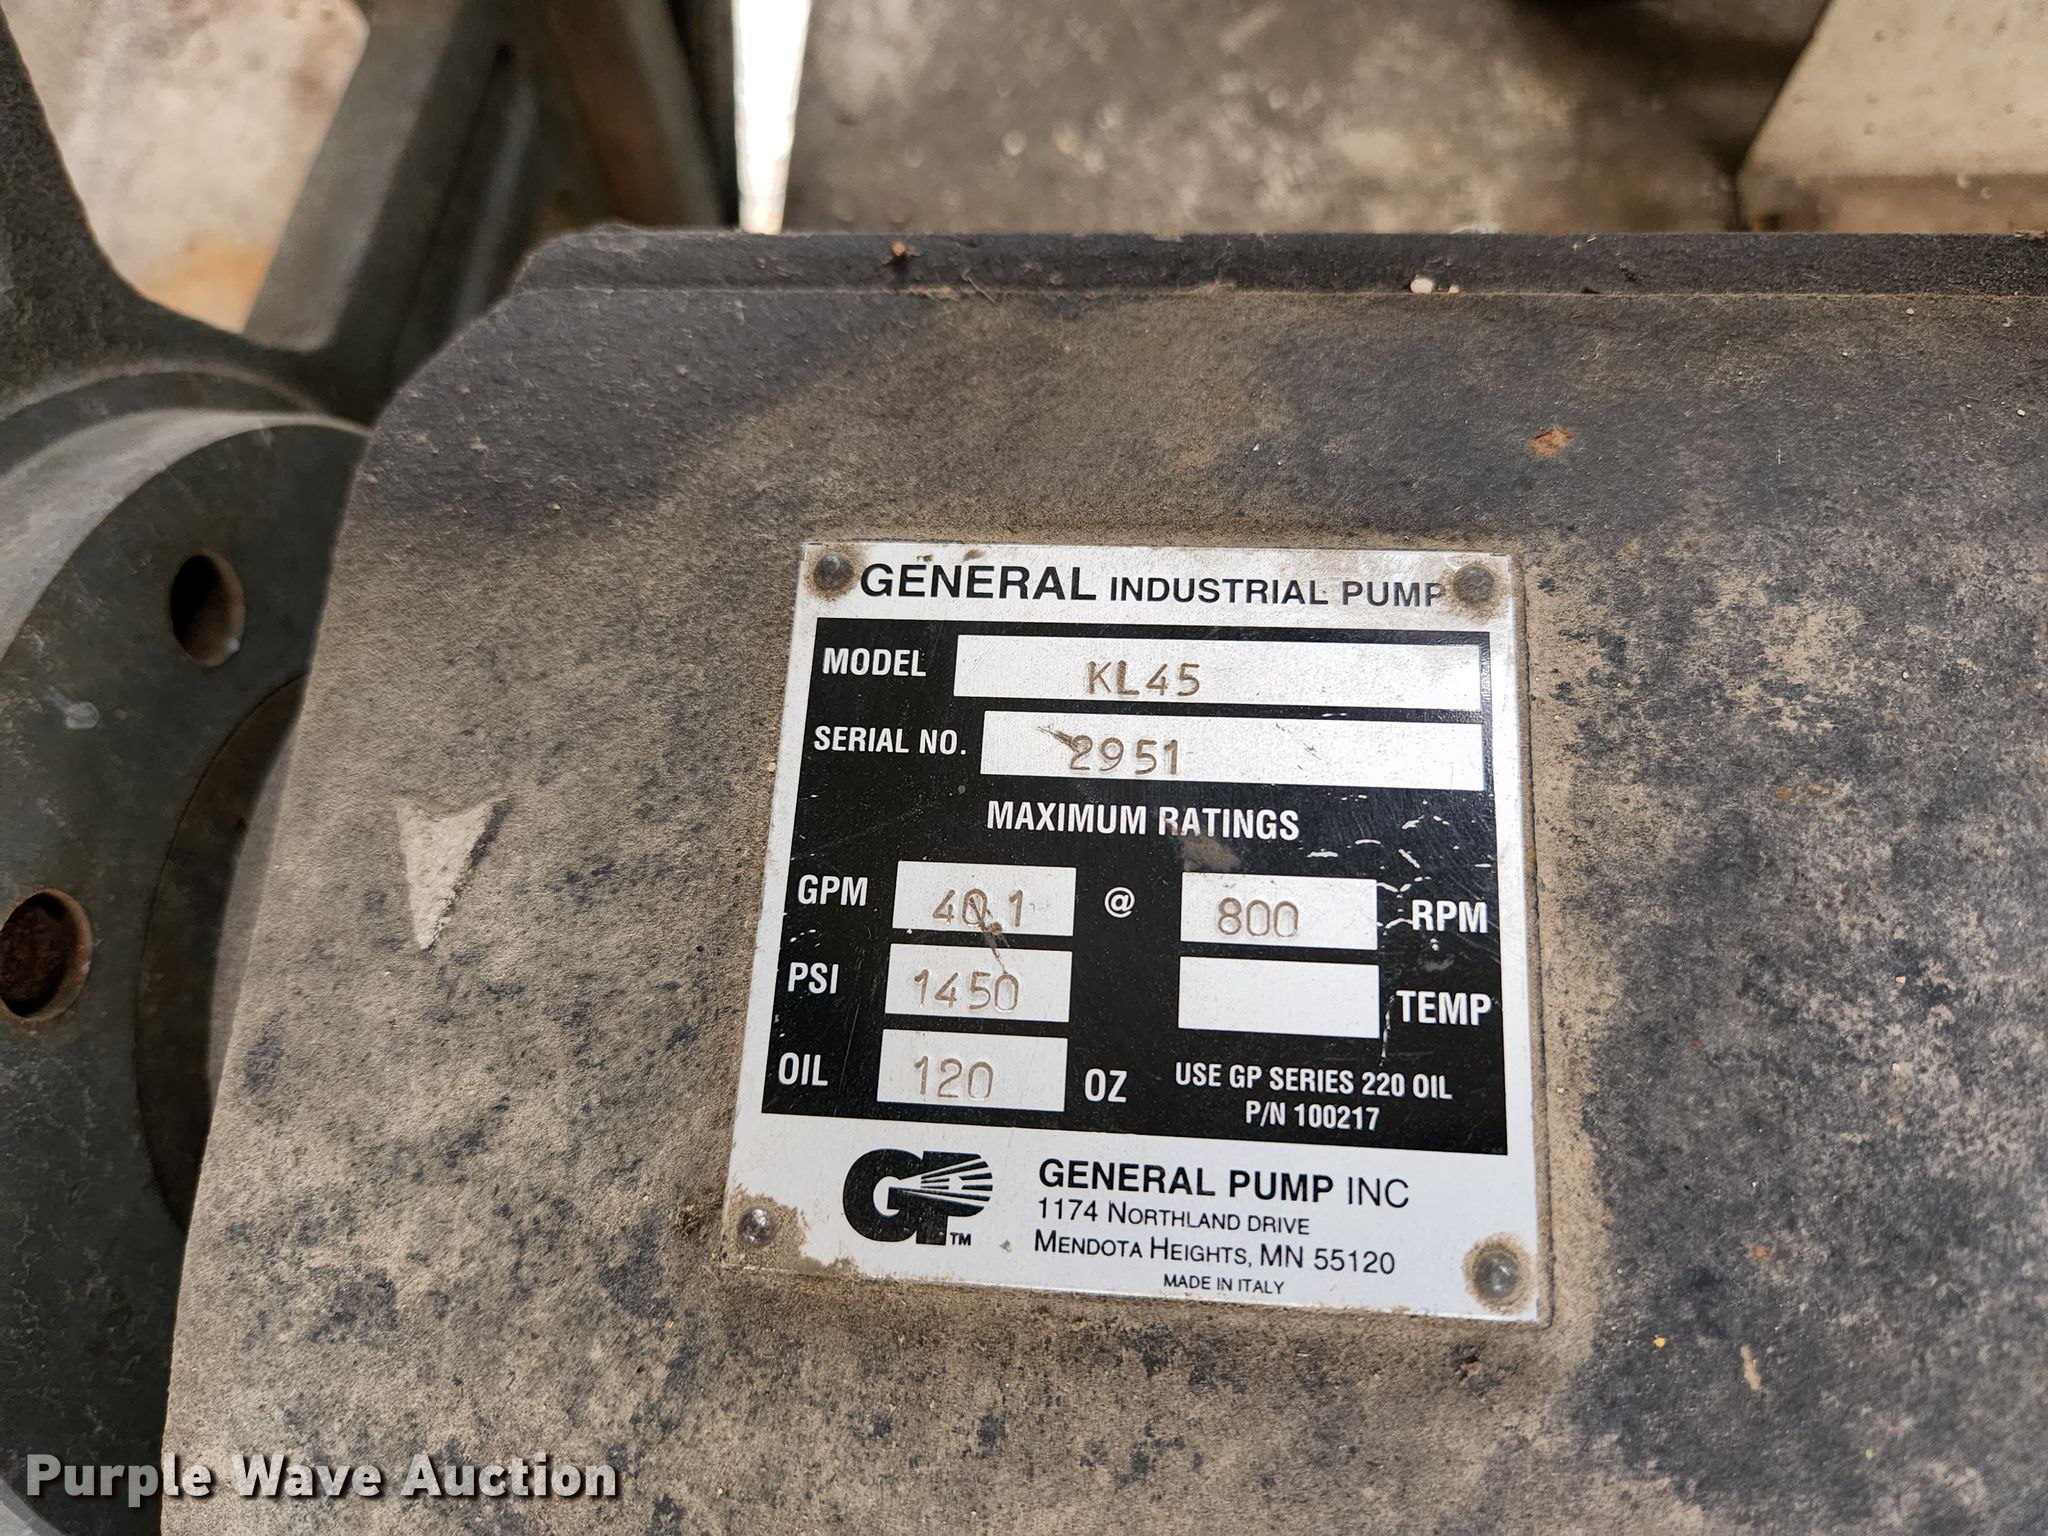 GENERAL INDUSTRIAL PUMP
MODEL KL45
SERIAL NO. 2951
MAXIMUM RATINGS
GPM 40.1 @ 800 RPM
PSI 1450 TEMP
OIL 120 OZ USE GP SERIES 220 OIL
P/N 100217
GP™ GENERAL PUMP INC
1174 NORTHLAND DRIVE
MENDOTA HEIGHTS, MN 55120
MADE IN ITALY
Purple Wave Auction